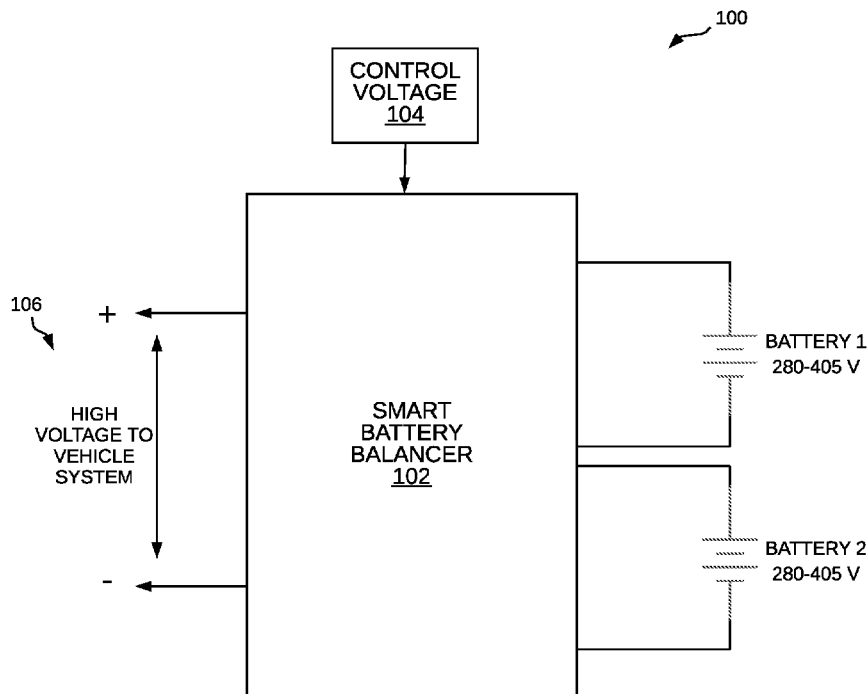 100
CONTROL
VOLTAGE
104
106
+
HIGH
VOLTAGE TO
VEHICLE
SYSTEM
-
SMART
BATTERY
BALANCER
102
BATTERY 1
280-405 V
BATTERY 2
280-405 V